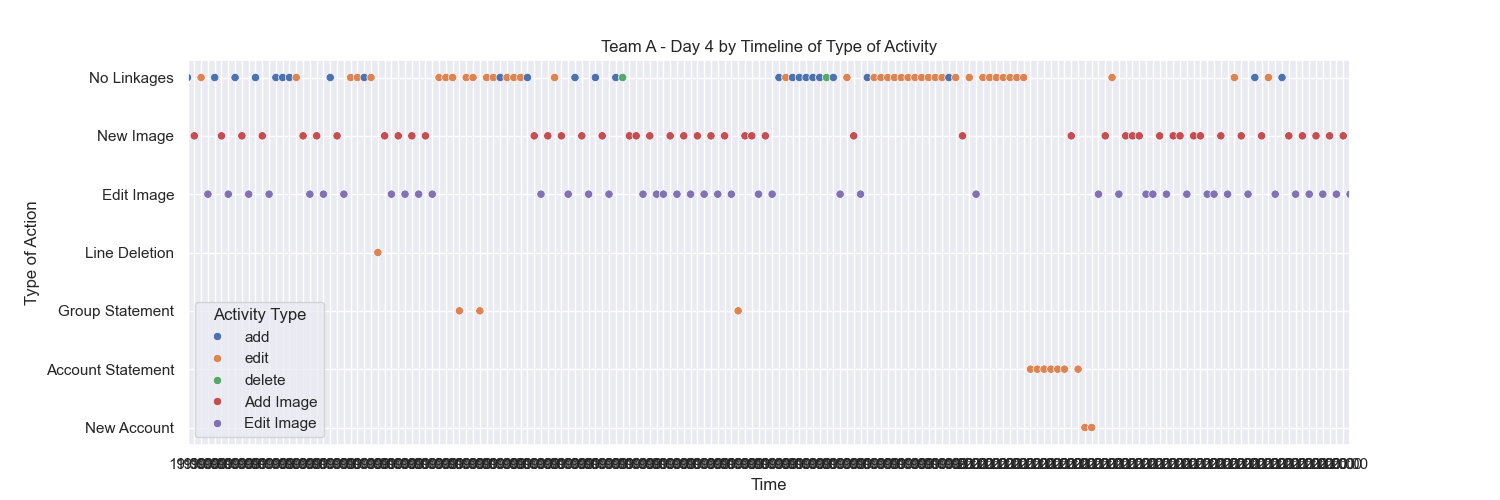 Team A - Day 4 by Timeline of Type of Activity
No Linkages
New Image
Edit Image
Line Deletion
Group Statement
Account Statement
New Account
Type of Action
Activity Type
add
edit
delete
Add Image
Edit Image
Time